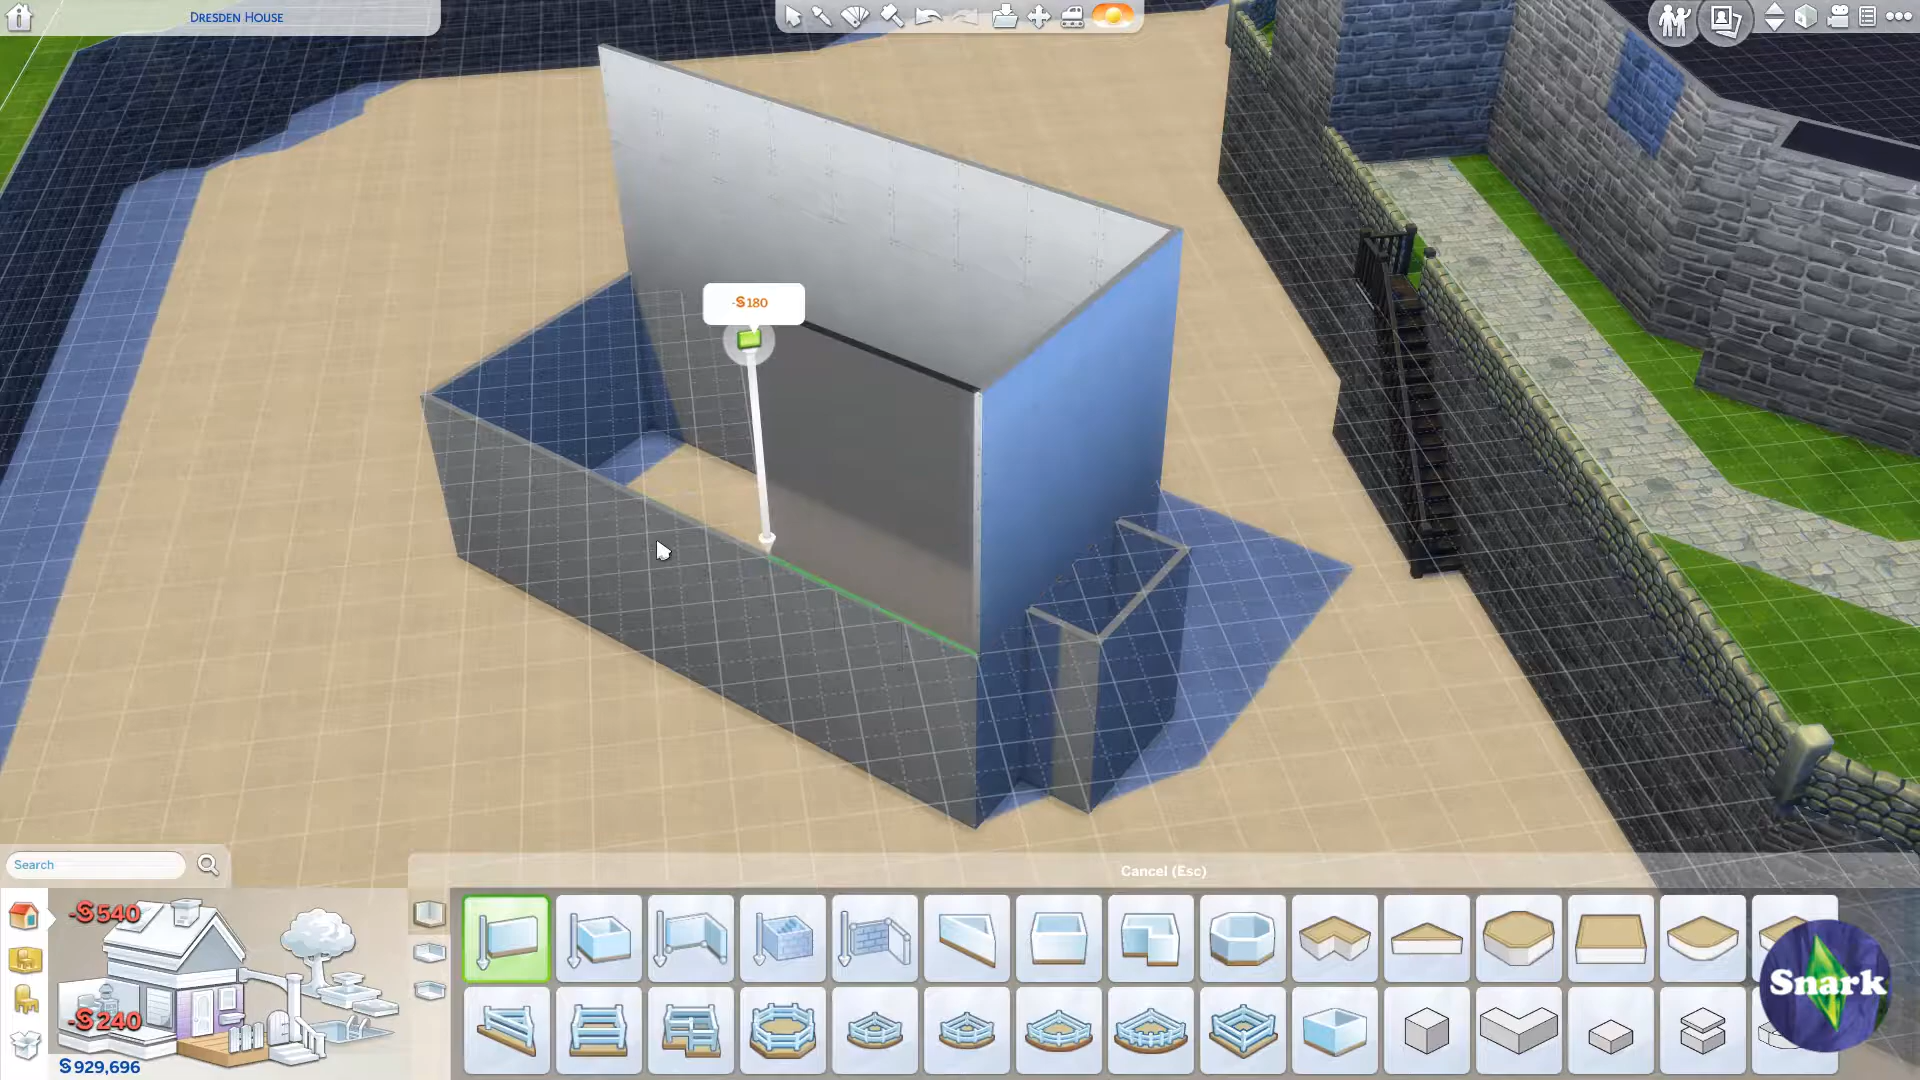 DRESDEN HOUSE
-§180
Search
Cancel (Esc)
-§540
-§240
§929,696
Snark